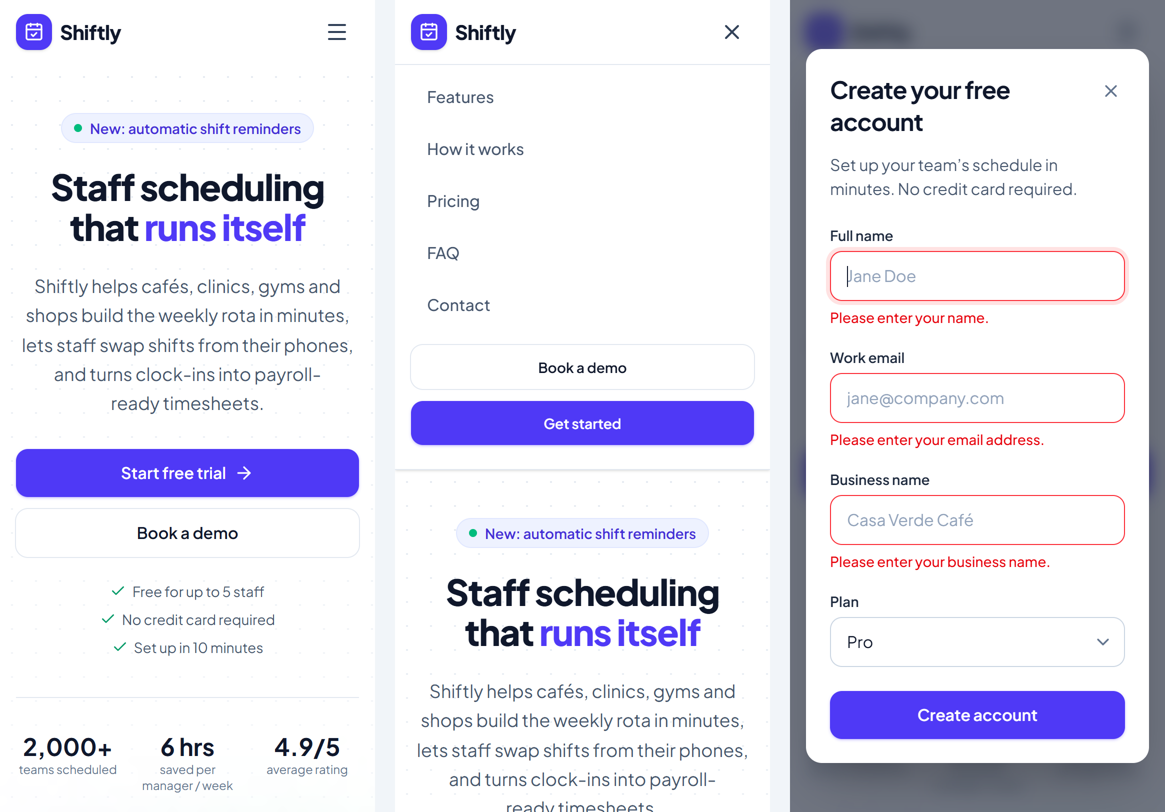 Shiftly
New: automatic shift reminders
Staff scheduling
that runs itself
Shiftly helps cafés, clinics, gyms and
shops build the weekly rota in minutes,
lets staff swap shifts from their phones,
and turns clock-ins into payroll-
ready timesheets.
Start free trial
Book a demo
Free for up to 5 staff
No credit card required
Set up in 10 minutes
2,000+
teams scheduled
6 hrs
saved per
manager / week
4.9/5
average rating
Shiftly
Features
How it works
Pricing
FAQ
Contact
Book a demo
Get started
New: automatic shift reminders
Staff scheduling
that runs itself
Shiftly helps cafés, clinics, gyms and
shops build the weekly rota in minutes,
lets staff swap shifts from their phones,
and turns clock-ins into payroll-
ready timesheets.
Create your free
account
Set up your team’s schedule in
minutes. No credit card required.
Full name
Jane Doe
Please enter your name.
Work email
jane@company.com
Please enter your email address.
Business name
Casa Verde Café
Please enter your business name.
Plan
Pro
Create account